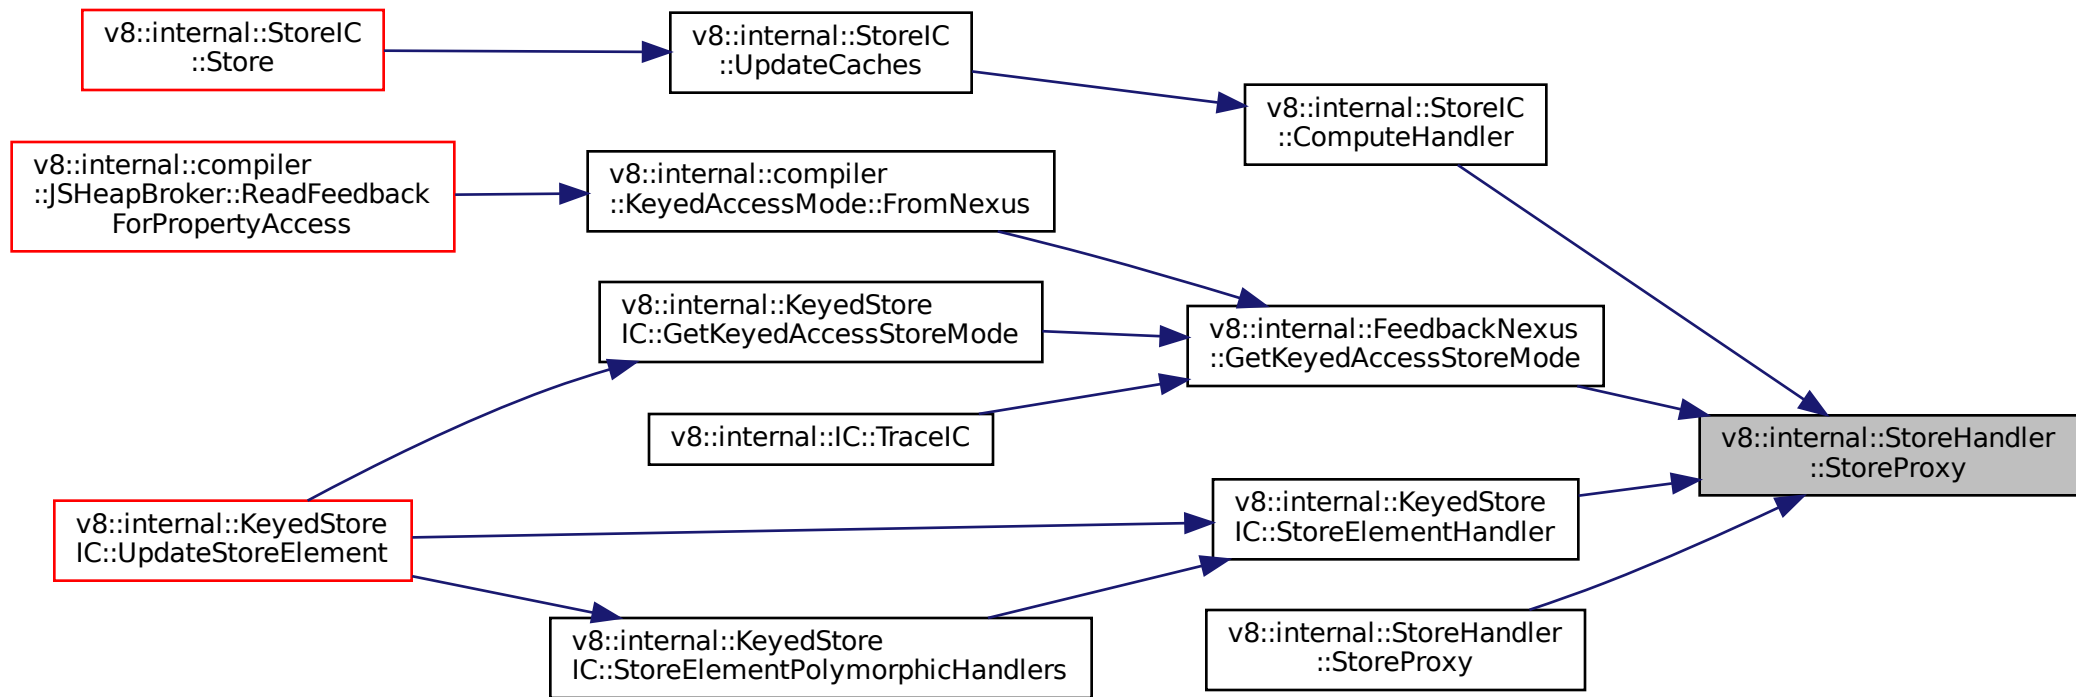 v8::internal::StoreIC
::Store
v8::internal::StoreIC
::UpdateCaches
v8::internal::StoreIC
::ComputeHandler
v8::internal::compiler
::JSHeapBroker::ReadFeedback
ForPropertyAccess
v8::internal::compiler
::KeyedAccessMode::FromNexus
v8::internal::KeyedStore
IC::GetKeyedAccessStoreMode
v8::internal::FeedbackNexus
::GetKeyedAccessStoreMode
v8::internal::IC::TraceIC
v8::internal::StoreHandler
::StoreProxy
v8::internal::KeyedStore
IC::UpdateStoreElement
v8::internal::KeyedStore
IC::StoreElementHandler
v8::internal::KeyedStore
IC::StoreElementPolymorphicHandlers
v8::internal::StoreHandler
::StoreProxy